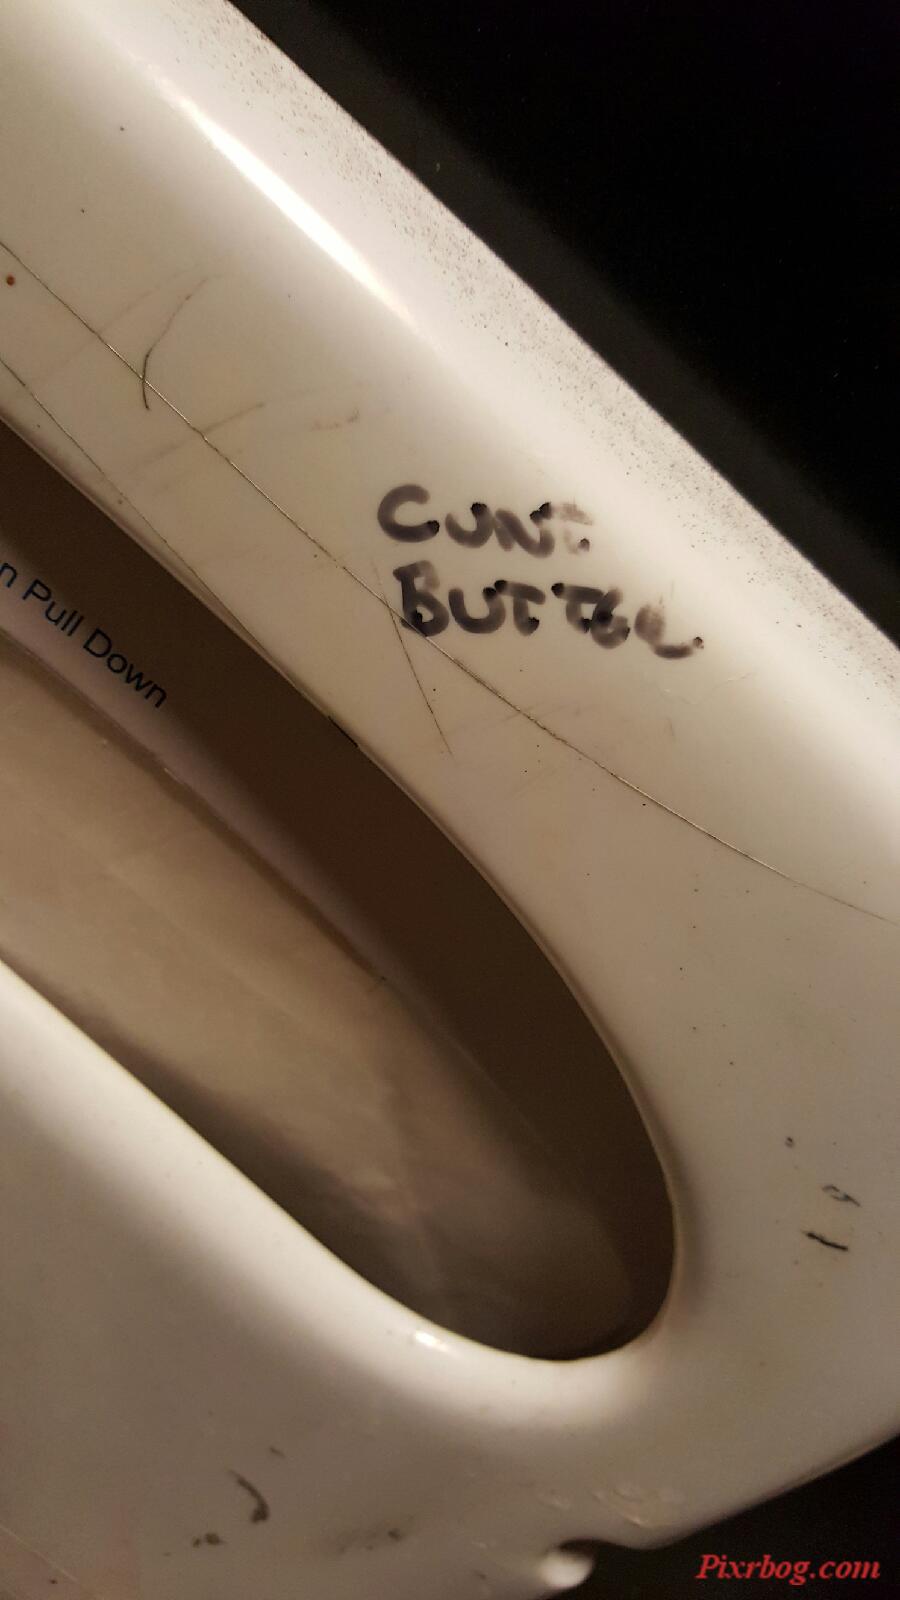 CUNT
BUTTER
n Pull Down
Pixrbog.com